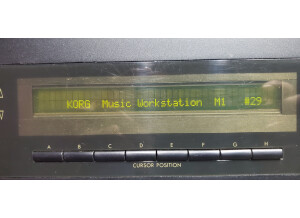 KORG Music Workstation M1 #29
A B C D E F G H
CURSOR POSITION